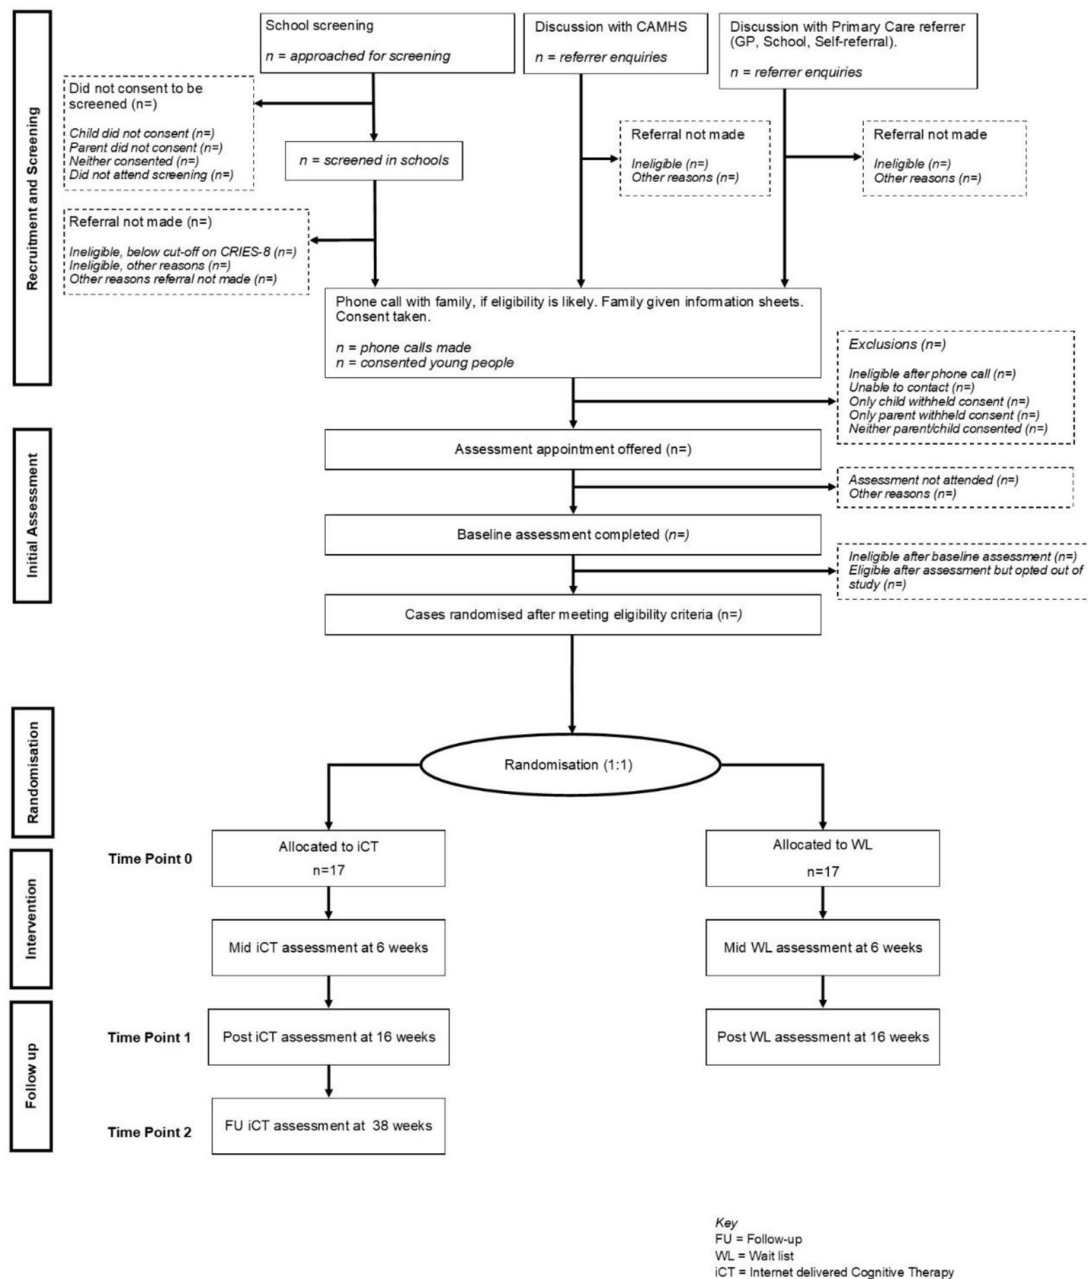 Recruitment and Screening
School screening
n = approached for screening
Discussion with CAMHS
n = referrer enquiries
Discussion with Primary Care referrer
(GP, School, Self-referral).
n = referrer enquiries
Did not consent to be
screened (n=)
Child did not consent (n=)
Parent did not consent (n=)
Neither consented (n=)
Did not attend screening (n=)
n = screened in schools
Referral not made
Ineligible (n=)
Other reasons (n=)
Referral not made
Ineligible (n=)
Other reasons (n=)
Referral not made (n=)
Ineligible, below cut-off on CRIES-8 (n=)
Ineligible, other reasons (n=)
Other reasons referral not made (n=)
Phone call with family, if eligibility is likely. Family given information sheets.
Consent taken.
n = phone calls made
n = consented young people
Exclusions (n=)
Ineligible after phone call (n=)
Unable to contact (n=)
Only child withheld consent (n=)
Only parent withheld consent (n=)
Neither parent/child consented (n=)
Initial Assessment
Assessment appointment offered (n=)
Assessment not attended (n=)
Other reasons (n=)
Baseline assessment completed (n=)
Ineligible after baseline assessment (n=)
Eligible after assessment but opted out of
study (n=)
Cases randomised after meeting eligibility criteria (n=)
Randomisation
Randomisation (1:1)
Time Point 0
Allocated to iCT
n=17
Allocated to WL
n=17
Intervention
Mid iCT assessment at 6 weeks
Mid WL assessment at 6 weeks
Follow up
Time Point 1
Post iCT assessment at 16 weeks
Post WL assessment at 16 weeks
Time Point 2
FU iCT assessment at 38 weeks
Key
FU = Follow-up
WL = Wait list
iCT = Internet delivered Cognitive Therapy